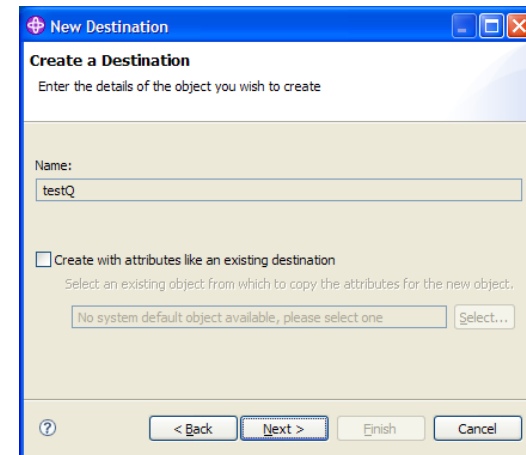 New Destination
Create a Destination
Enter the details of the object you wish to create
Name:
testQ
Create with attributes like an existing destination
Select an existing object from which to copy the attributes for the new object.
No system default object available, please select one
Select...
< Back
Next >
Finish
Cancel